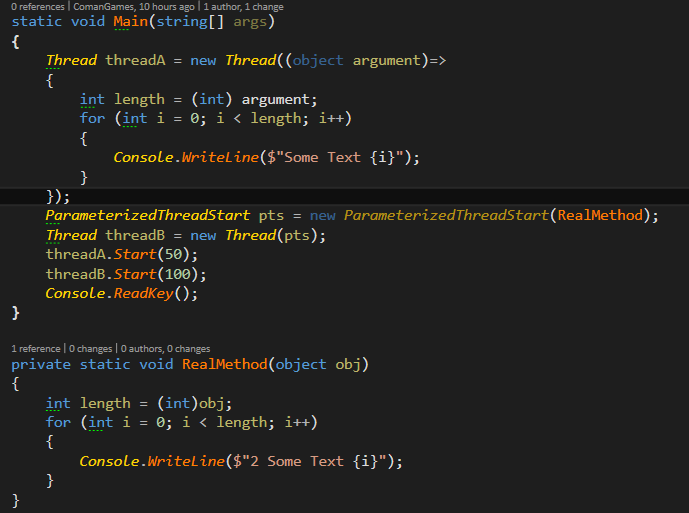 0 references | ComanGames, 10 hours ago | 1 author, 1 change
static void Main(string[] args)
{
    Thread threadA = new Thread((object argument)=>
    {
        int length = (int) argument;
        for (int i = 0; i < length; i++)
        {
            Console.WriteLine($"Some Text {i}");
        }
    });
    ParameterizedThreadStart pts = new ParameterizedThreadStart(RealMethod);
    Thread threadB = new Thread(pts);
    threadA.Start(50);
    threadB.Start(100);
    Console.ReadKey();
}
1 reference | 0 changes | 0 authors, 0 changes
private static void RealMethod(object obj)
{
    int length = (int)obj;
    for (int i = 0; i < length; i++)
    {
        Console.WriteLine($"2 Some Text {i}");
    }
}